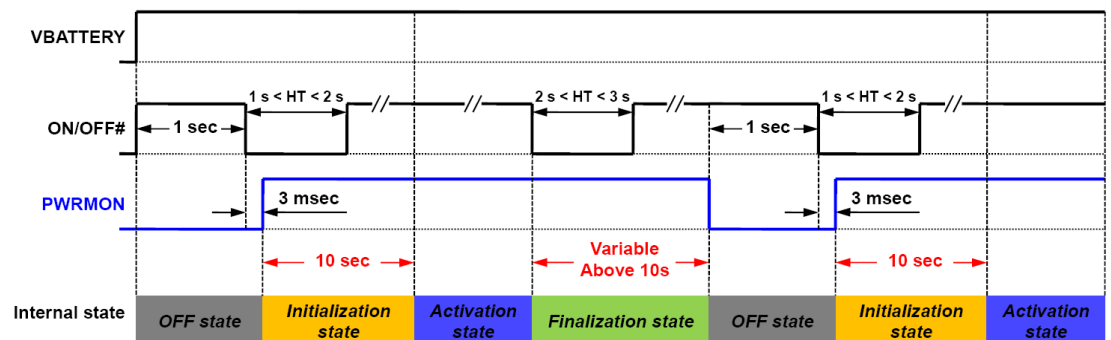 VBATTERY
1 s < HT < 2 s
2 s < HT < 3 s
1 s < HT < 2 s
ON/OFF#
1 sec
1 sec
PWRMON
3 msec
3 msec
10 sec
Variable
Above 10s
10 sec
Internal state
OFF state
Initialization
state
Activation
state
Finalization state
OFF state
Initialization
state
Activation
state